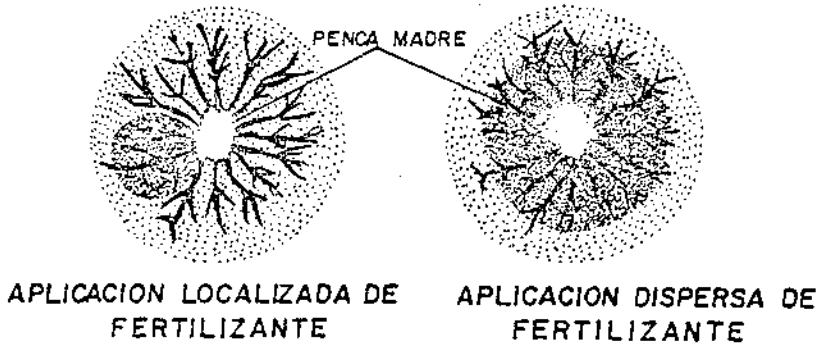 PENCA MADRE
APLICACION LOCALIZADA DE
FERTILIZANTE
APLICACION DISPERSA DE
FERTILIZANTE